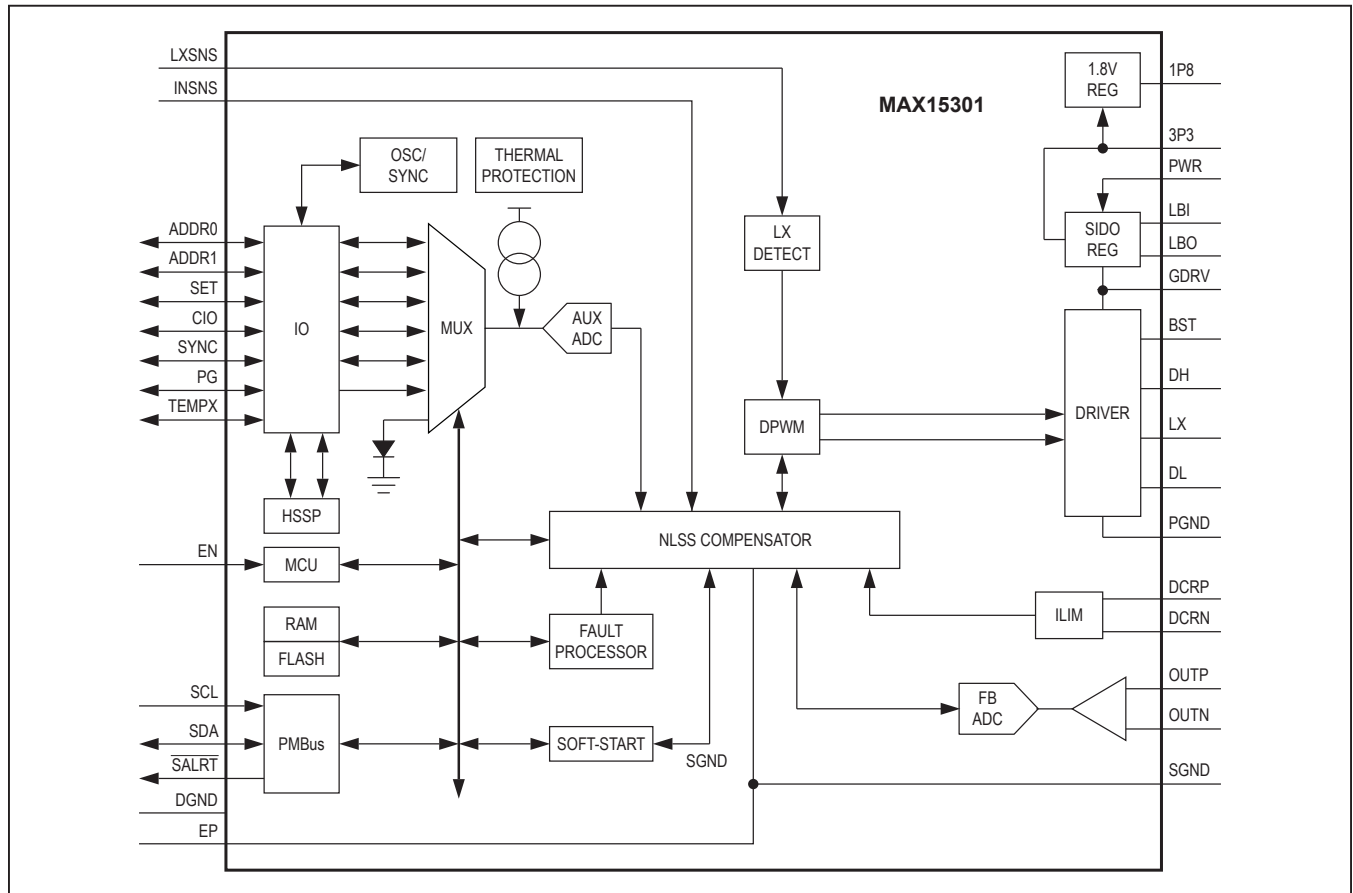 LXSNS
INSNS
MAX15301
1.8V
REG
1P8
3P3
PWR
OSC/
SYNC
THERMAL
PROTECTION
LX
DETECT
SIDO
REG
LBI
LBO
GDRV
ADDR0
ADDR1
SET
CIO
SYNC
PG
TEMPX
IO
MUX
AUX
ADC
DPWM
DRIVER
BST
DH
LX
DL
PGND
HSSP
EN
MCU
NLSS COMPENSATOR
RAM
FLASH
FAULT
PROCESSOR
ILIM
DCRP
DCRN
SCL
SDA
SALRT
PMBus
SOFT-START
SGND
FB
ADC
OUTP
OUTN
SGND
DGND
EP